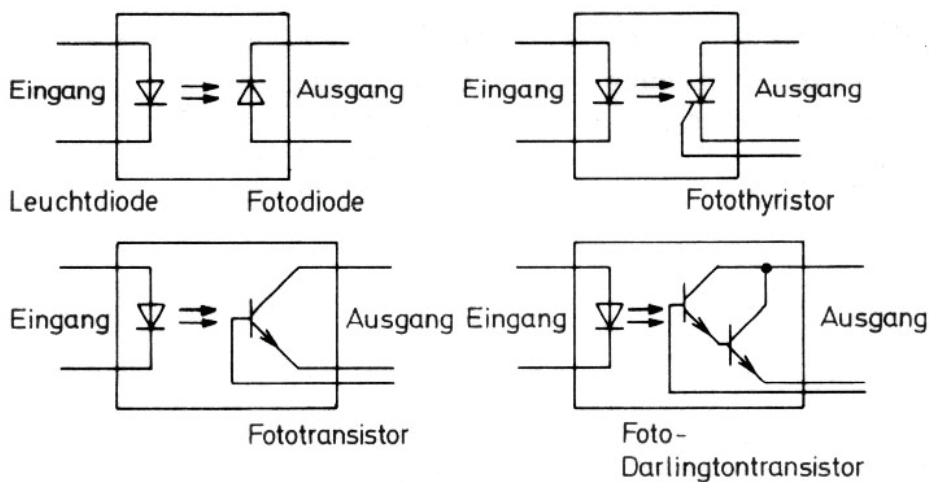 Eingang
Ausgang
Leuchtdiode
Fotodiode
Eingang
Ausgang
Fotothyristor
Eingang
Ausgang
Fototransistor
Eingang
Ausgang
Foto-
Darlingtontransistor